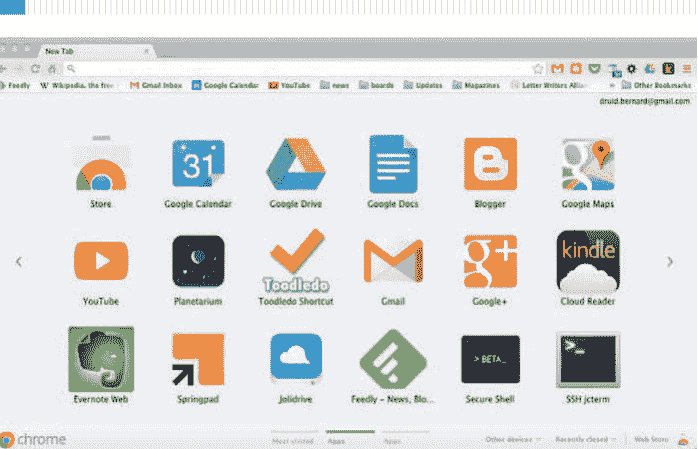 New Tab
Feedly Wikipedia, the free Gmail Inbox Google Calendar YouTube news boards Updates Magazines Letter Writers Allian » Other Bookmarks
druid.bernard@gmail.com
31
Store Google Calendar Google Drive Google Docs Blogger Google Maps
kindle
Toodledo
YouTube Planetarium Toodledo Shortcut Gmail Google+ Cloud Reader
> BETA_ >_
Evernote Web Springpad Jolidrive Feedly – News, Blo... Secure Shell SSH jcterm
chrome Most visited Apps Apps Other devices Recently closed Web Store